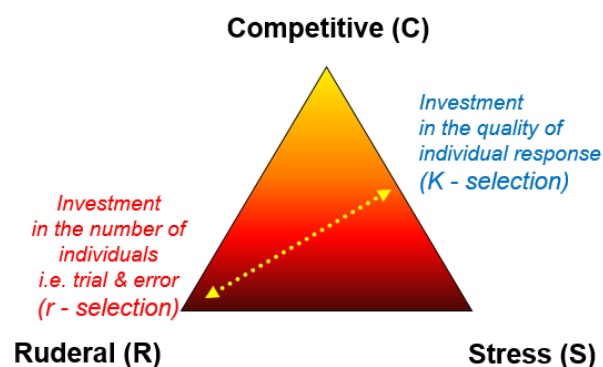 Competitive (C)
Investment
in the quality of
individual response
(K - selection)
Investment
in the number of
individuals
i.e. trial & error
(r - selection)
Ruderal (R)
Stress (S)